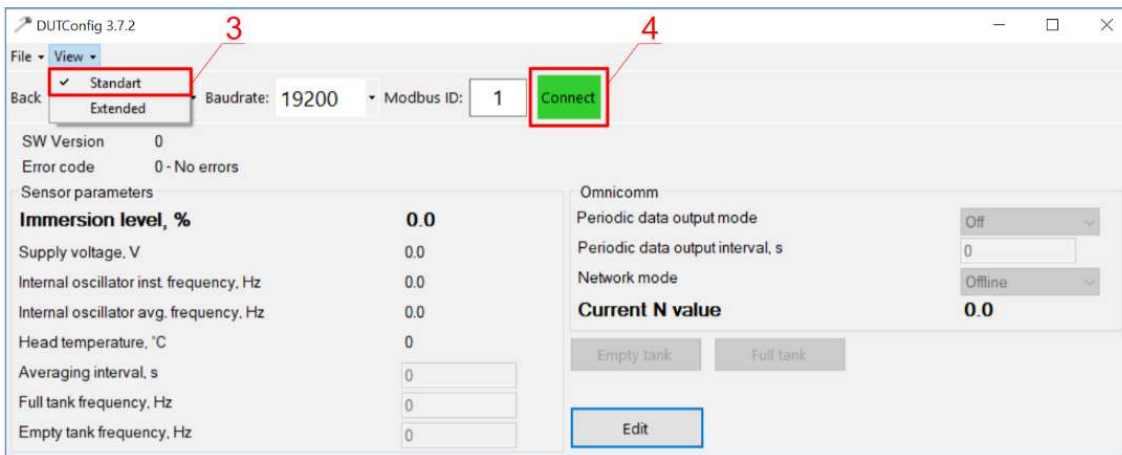 DUTConfig 3.7.2
3
4
File View
Standart
Extended
Back Baudrate: 19200 Modbus ID: 1 Connect
SW Version 0
Error code 0 - No errors
Sensor parameters
Immersion level, % 0.0
Supply voltage, V 0.0
Internal oscillator inst. frequency, Hz 0.0
Internal oscillator avg. frequency, Hz 0.0
Head temperature, °C 0
Averaging interval, s 0
Full tank frequency, Hz 0
Empty tank frequency, Hz 0
Omnicomm
Periodic data output mode Off
Periodic data output interval, s 0
Network mode Offline
Current N value 0.0
Empty tank Full tank
Edit